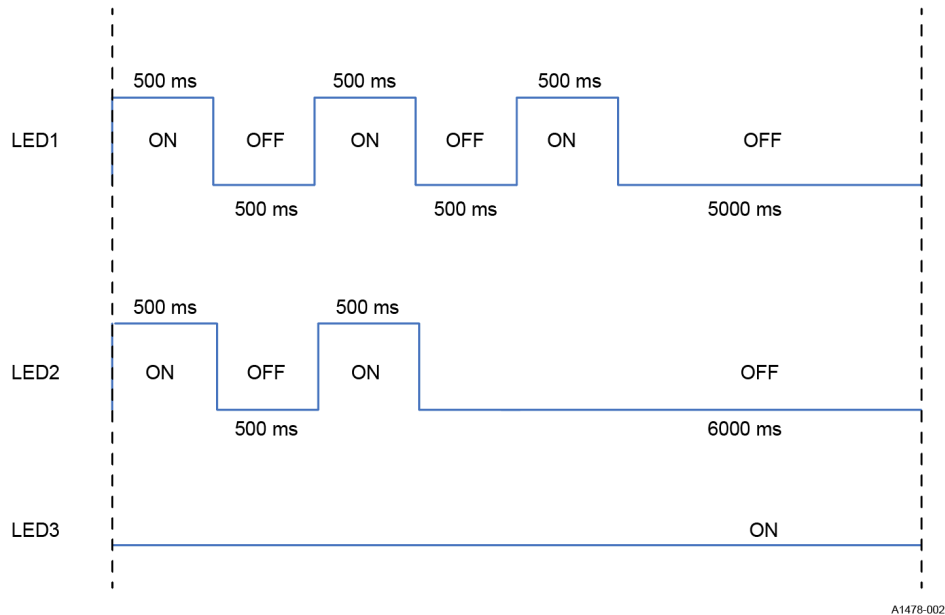 500 ms 500 ms 500 ms
LED1 ON OFF ON OFF ON OFF
500 ms 500 ms 5000 ms
500 ms 500 ms
LED2 ON OFF ON OFF
500 ms 6000 ms
LED3 ON
A1478-002